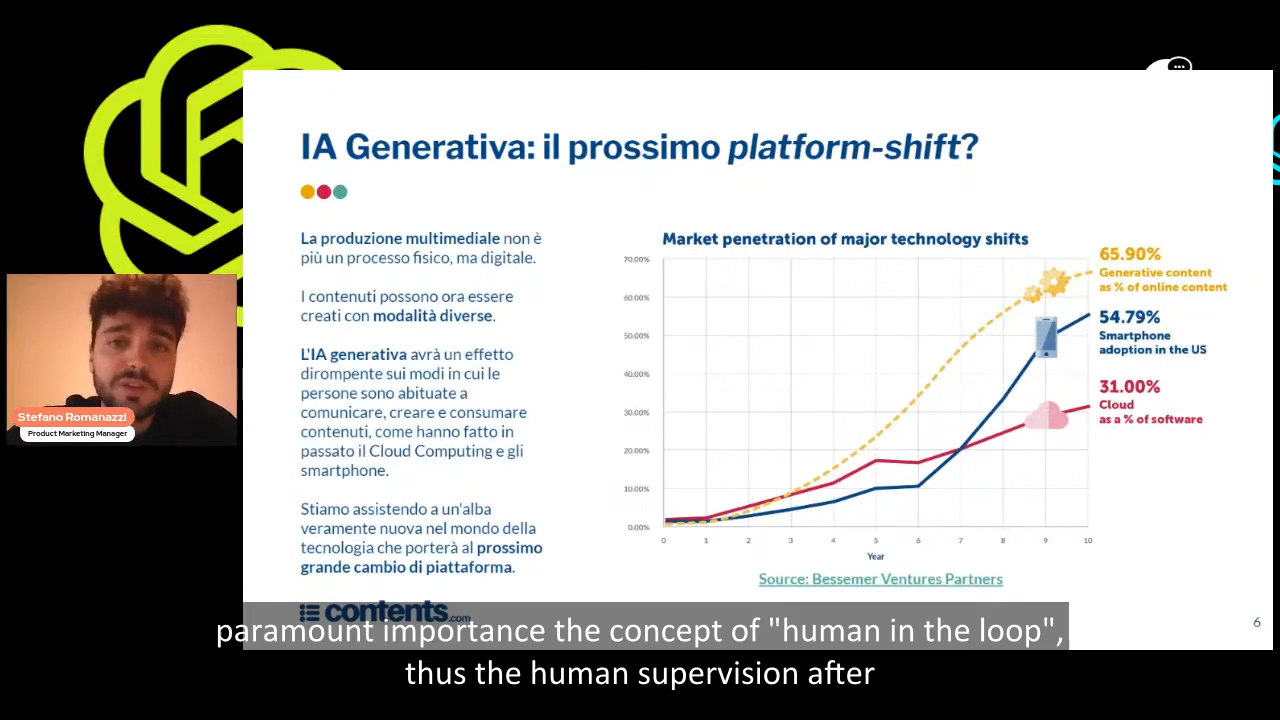 IA Generativa: il prossimo platform-shift?
La produzione multimediale non è
più un processo fisico, ma digitale.
I contenuti possono ora essere
creati con modalità diverse.
L'IA generativa avrà un effetto
dirompente sui modi in cui le
persone sono abituate a
comunicare, creare e consumare
contenuti, come hanno fatto in
passato il Cloud Computing e gli
smartphone.
Stiamo assistendo a un'alba
veramente nuova nel mondo della
tecnologia che porterà al prossimo
grande cambio di piattaforma.
Market penetration of major technology shifts
70.00%
60.00%
50.00%
40.00%
30.00%
20.00%
10.00%
0.00%
0 1 2 3 4 5 6 7 8 9 10
Year
65.90%
Generative content
as % of online content
54.79%
Smartphone
adoption in the US
31.00%
Cloud
as a % of software
Source: Bessemer Ventures Partners
Stefano Romanazzi
Product Marketing Manager
contents.com
6
paramount importance the concept of "human in the loop",
thus the human supervision after